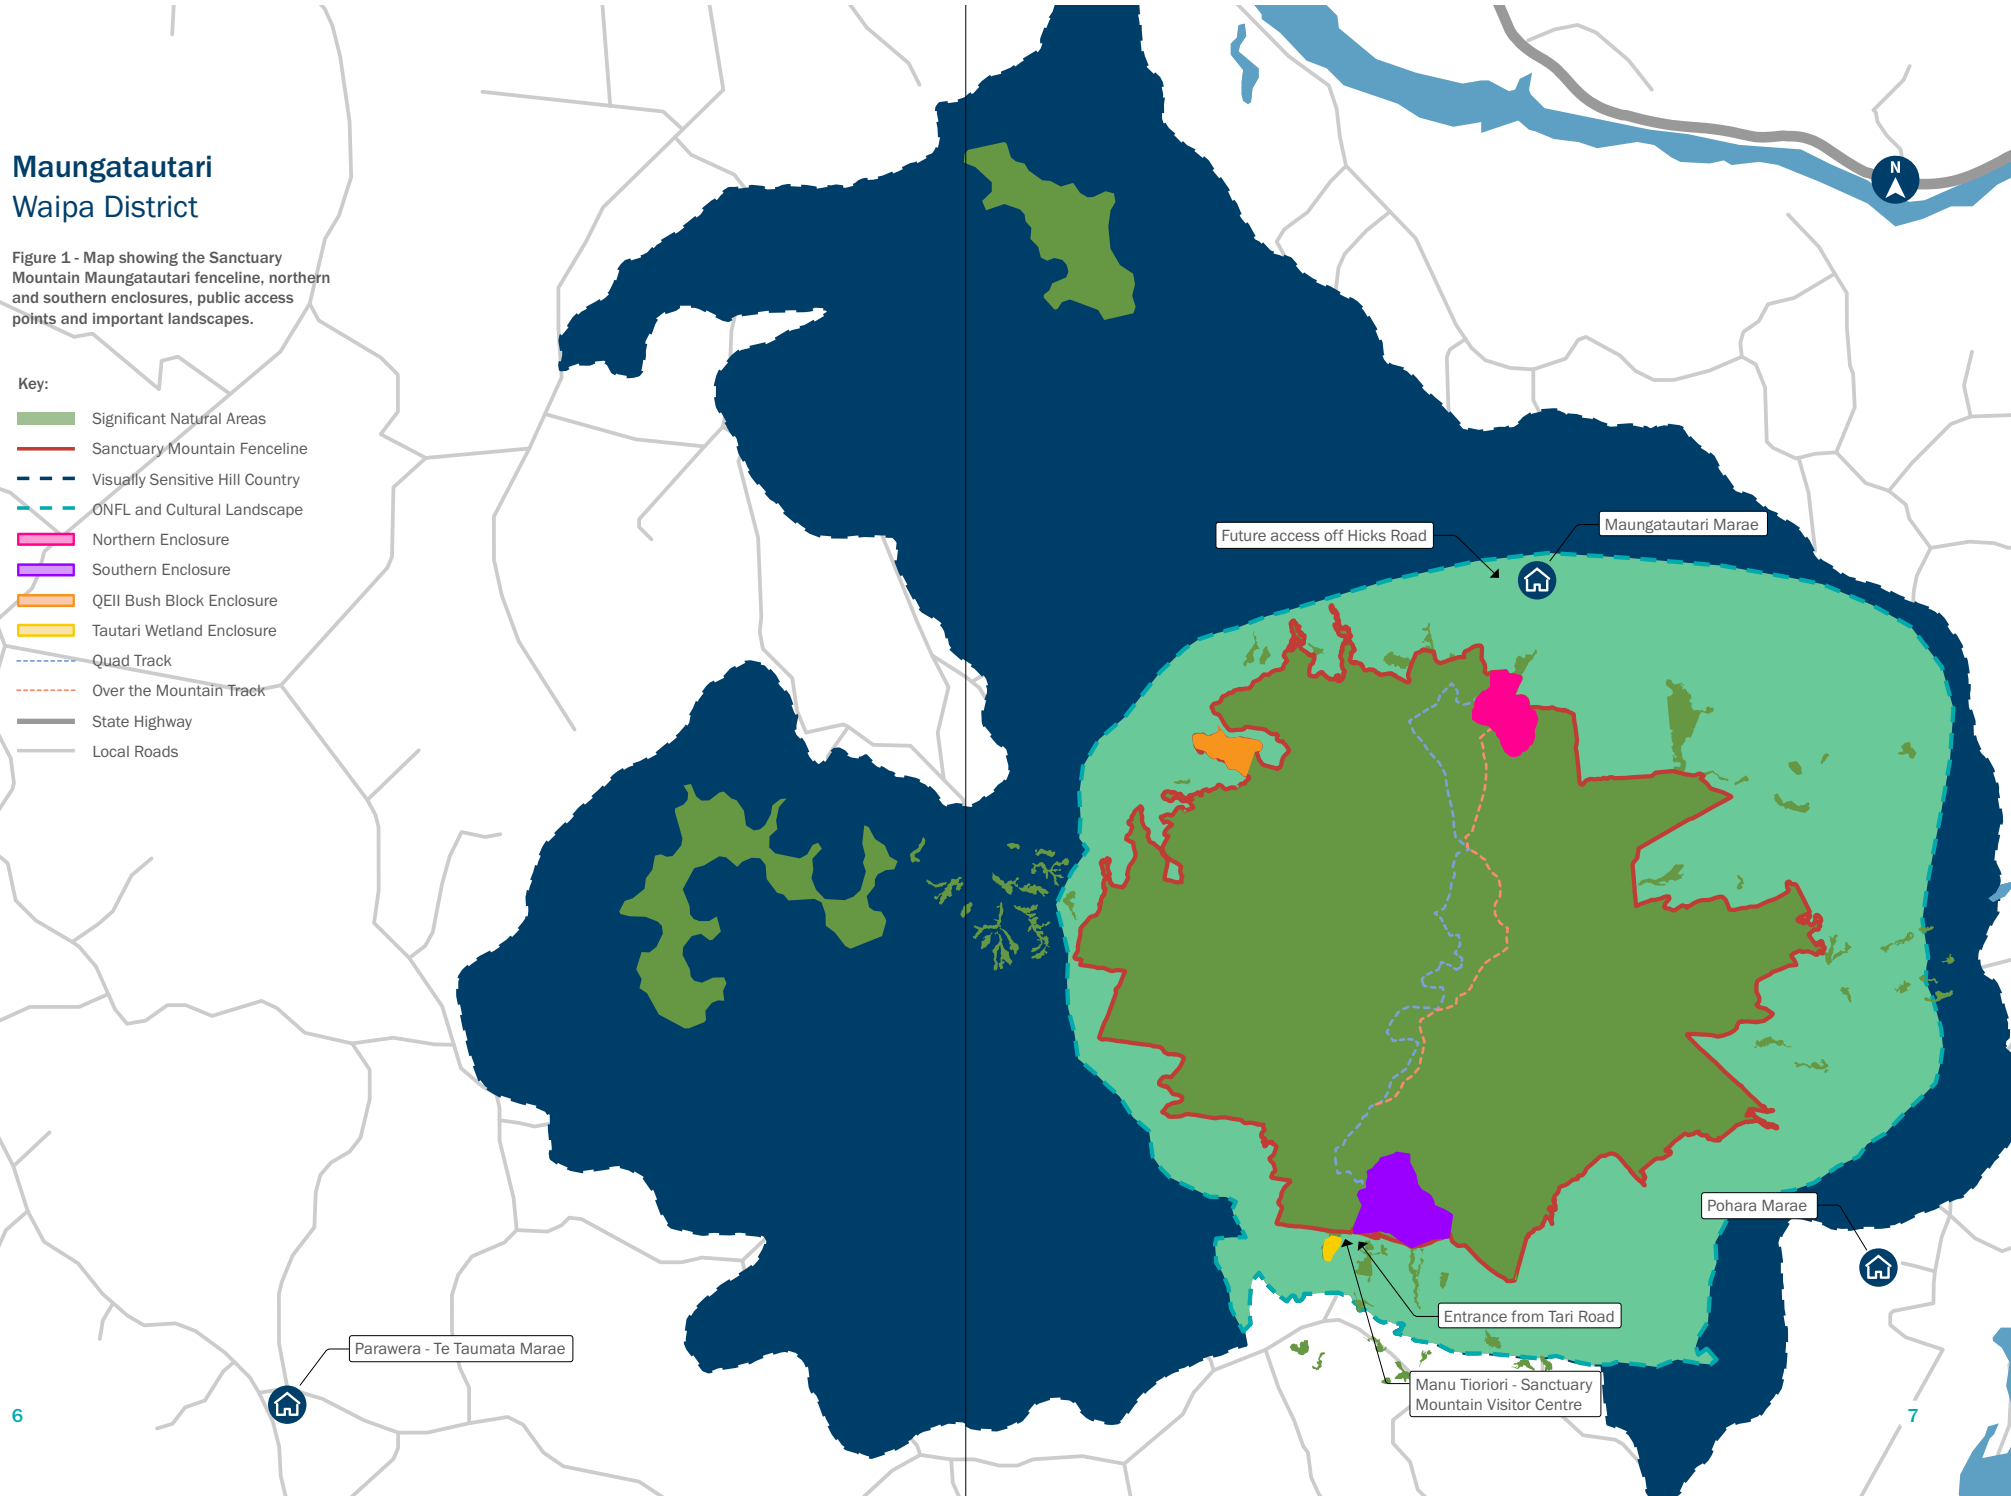 Maungatautari
Waipa District
Figure 1 - Map showing the Sanctuary
Mountain Maungatautari fenceline, northern
and southern enclosures, public access
points and important landscapes.
Key:
Significant Natural Areas
Sanctuary Mountain Fenceline
Visually Sensitive Hill Country
ONFL and Cultural Landscape
Northern Enclosure
Southern Enclosure
QEII Bush Block Enclosure
Tautari Wetland Enclosure
Quad Track
Over the Mountain Track
State Highway
Local Roads
N
Future access off Hicks Road
Maungatautari Marae
Pohara Marae
Entrance from Tari Road
Parawera - Te Taumata Marae
Manu Tioriori - Sanctuary
Mountain Visitor Centre
6
7